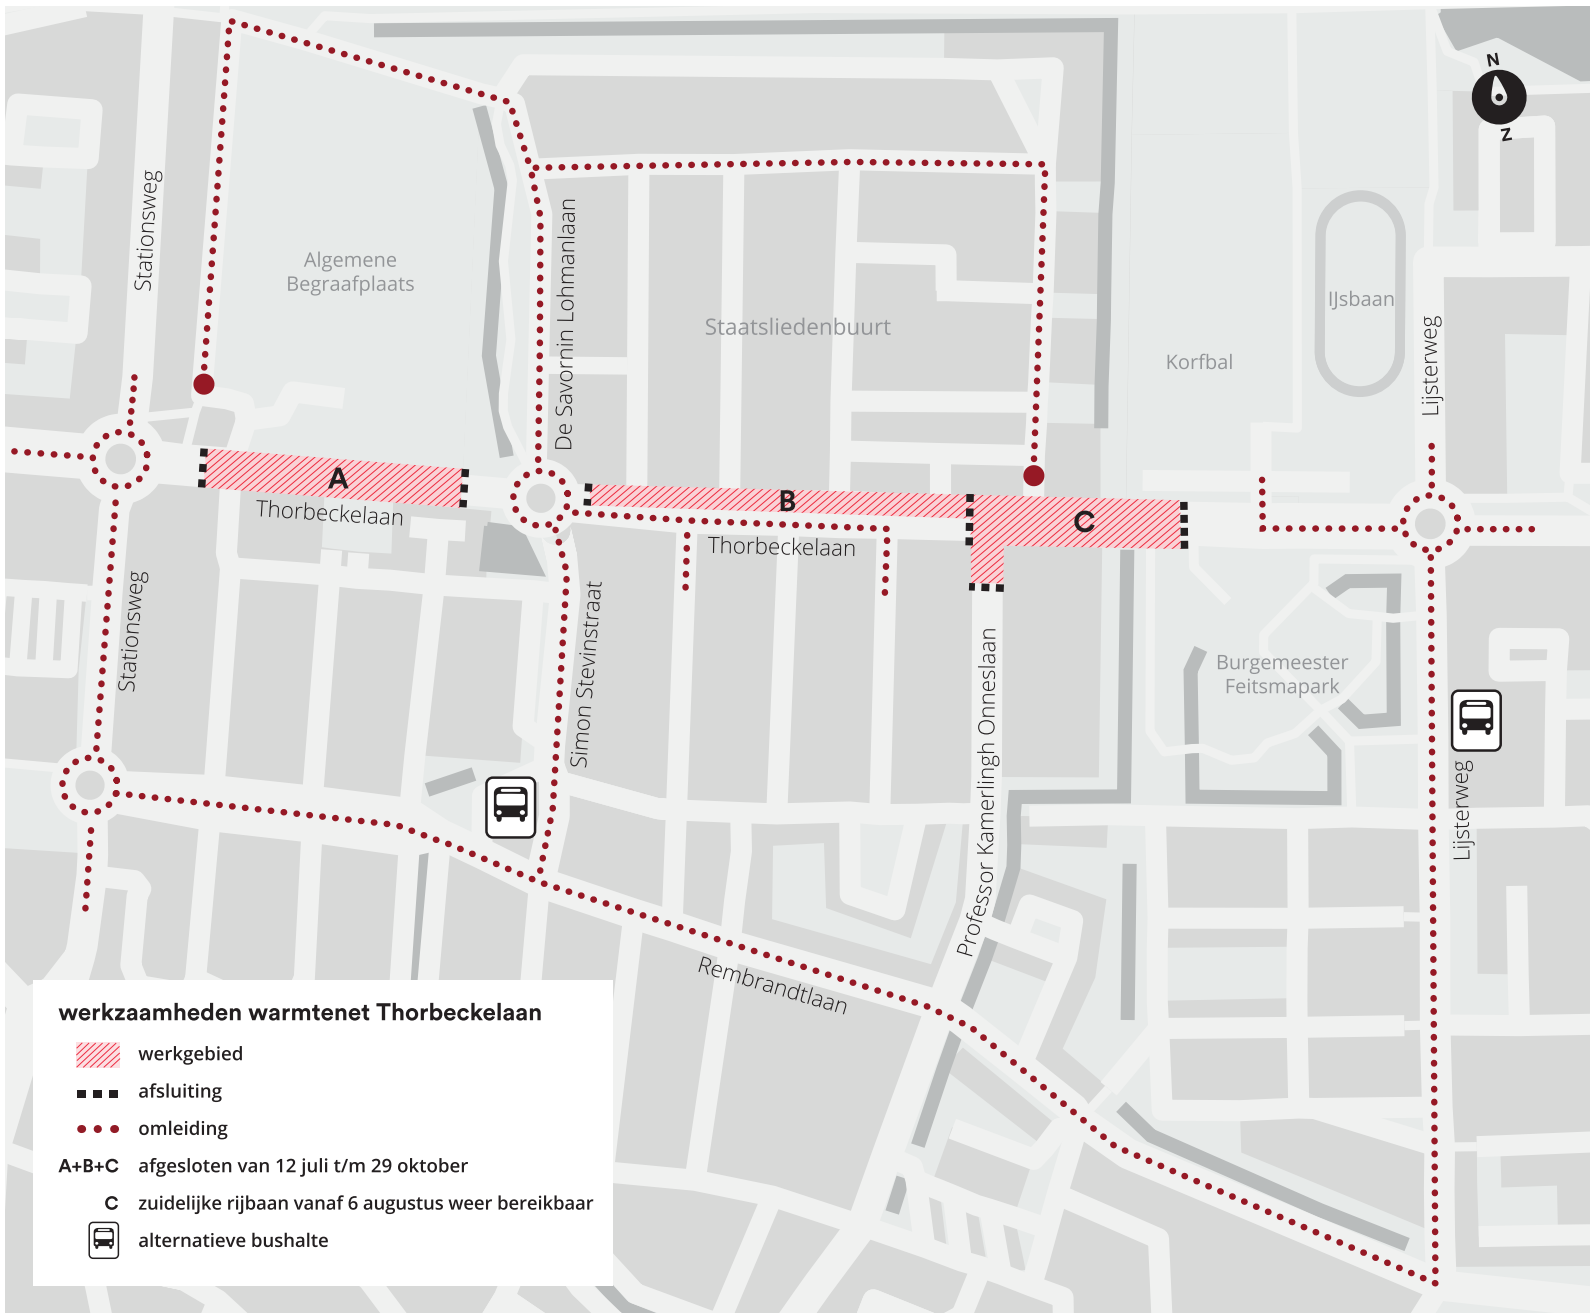 N
Z
Stationsweg
Algemene
Begraafplaats
De Savornin Lohmanlaan
Staatsliedenbuurt
Korfbal
IJsbaan
Lijsterweg
A
Thorbeckelaan
B
Thorbeckelaan
C
Stationsweg
Simon Stevinstraat
Professor Kamerlingh Onneslaan
Burgemeester
Feitsmapark
Lijsterweg
Rembrandtlaan
werkzaamheden warmtenet Thorbeckelaan
werkgebied
afsluiting
omleiding
A+B+C afgesloten van 12 juli t/m 29 oktober
C zuidelijke rijbaan vanaf 6 augustus weer bereikbaar
alternatieve bushalte